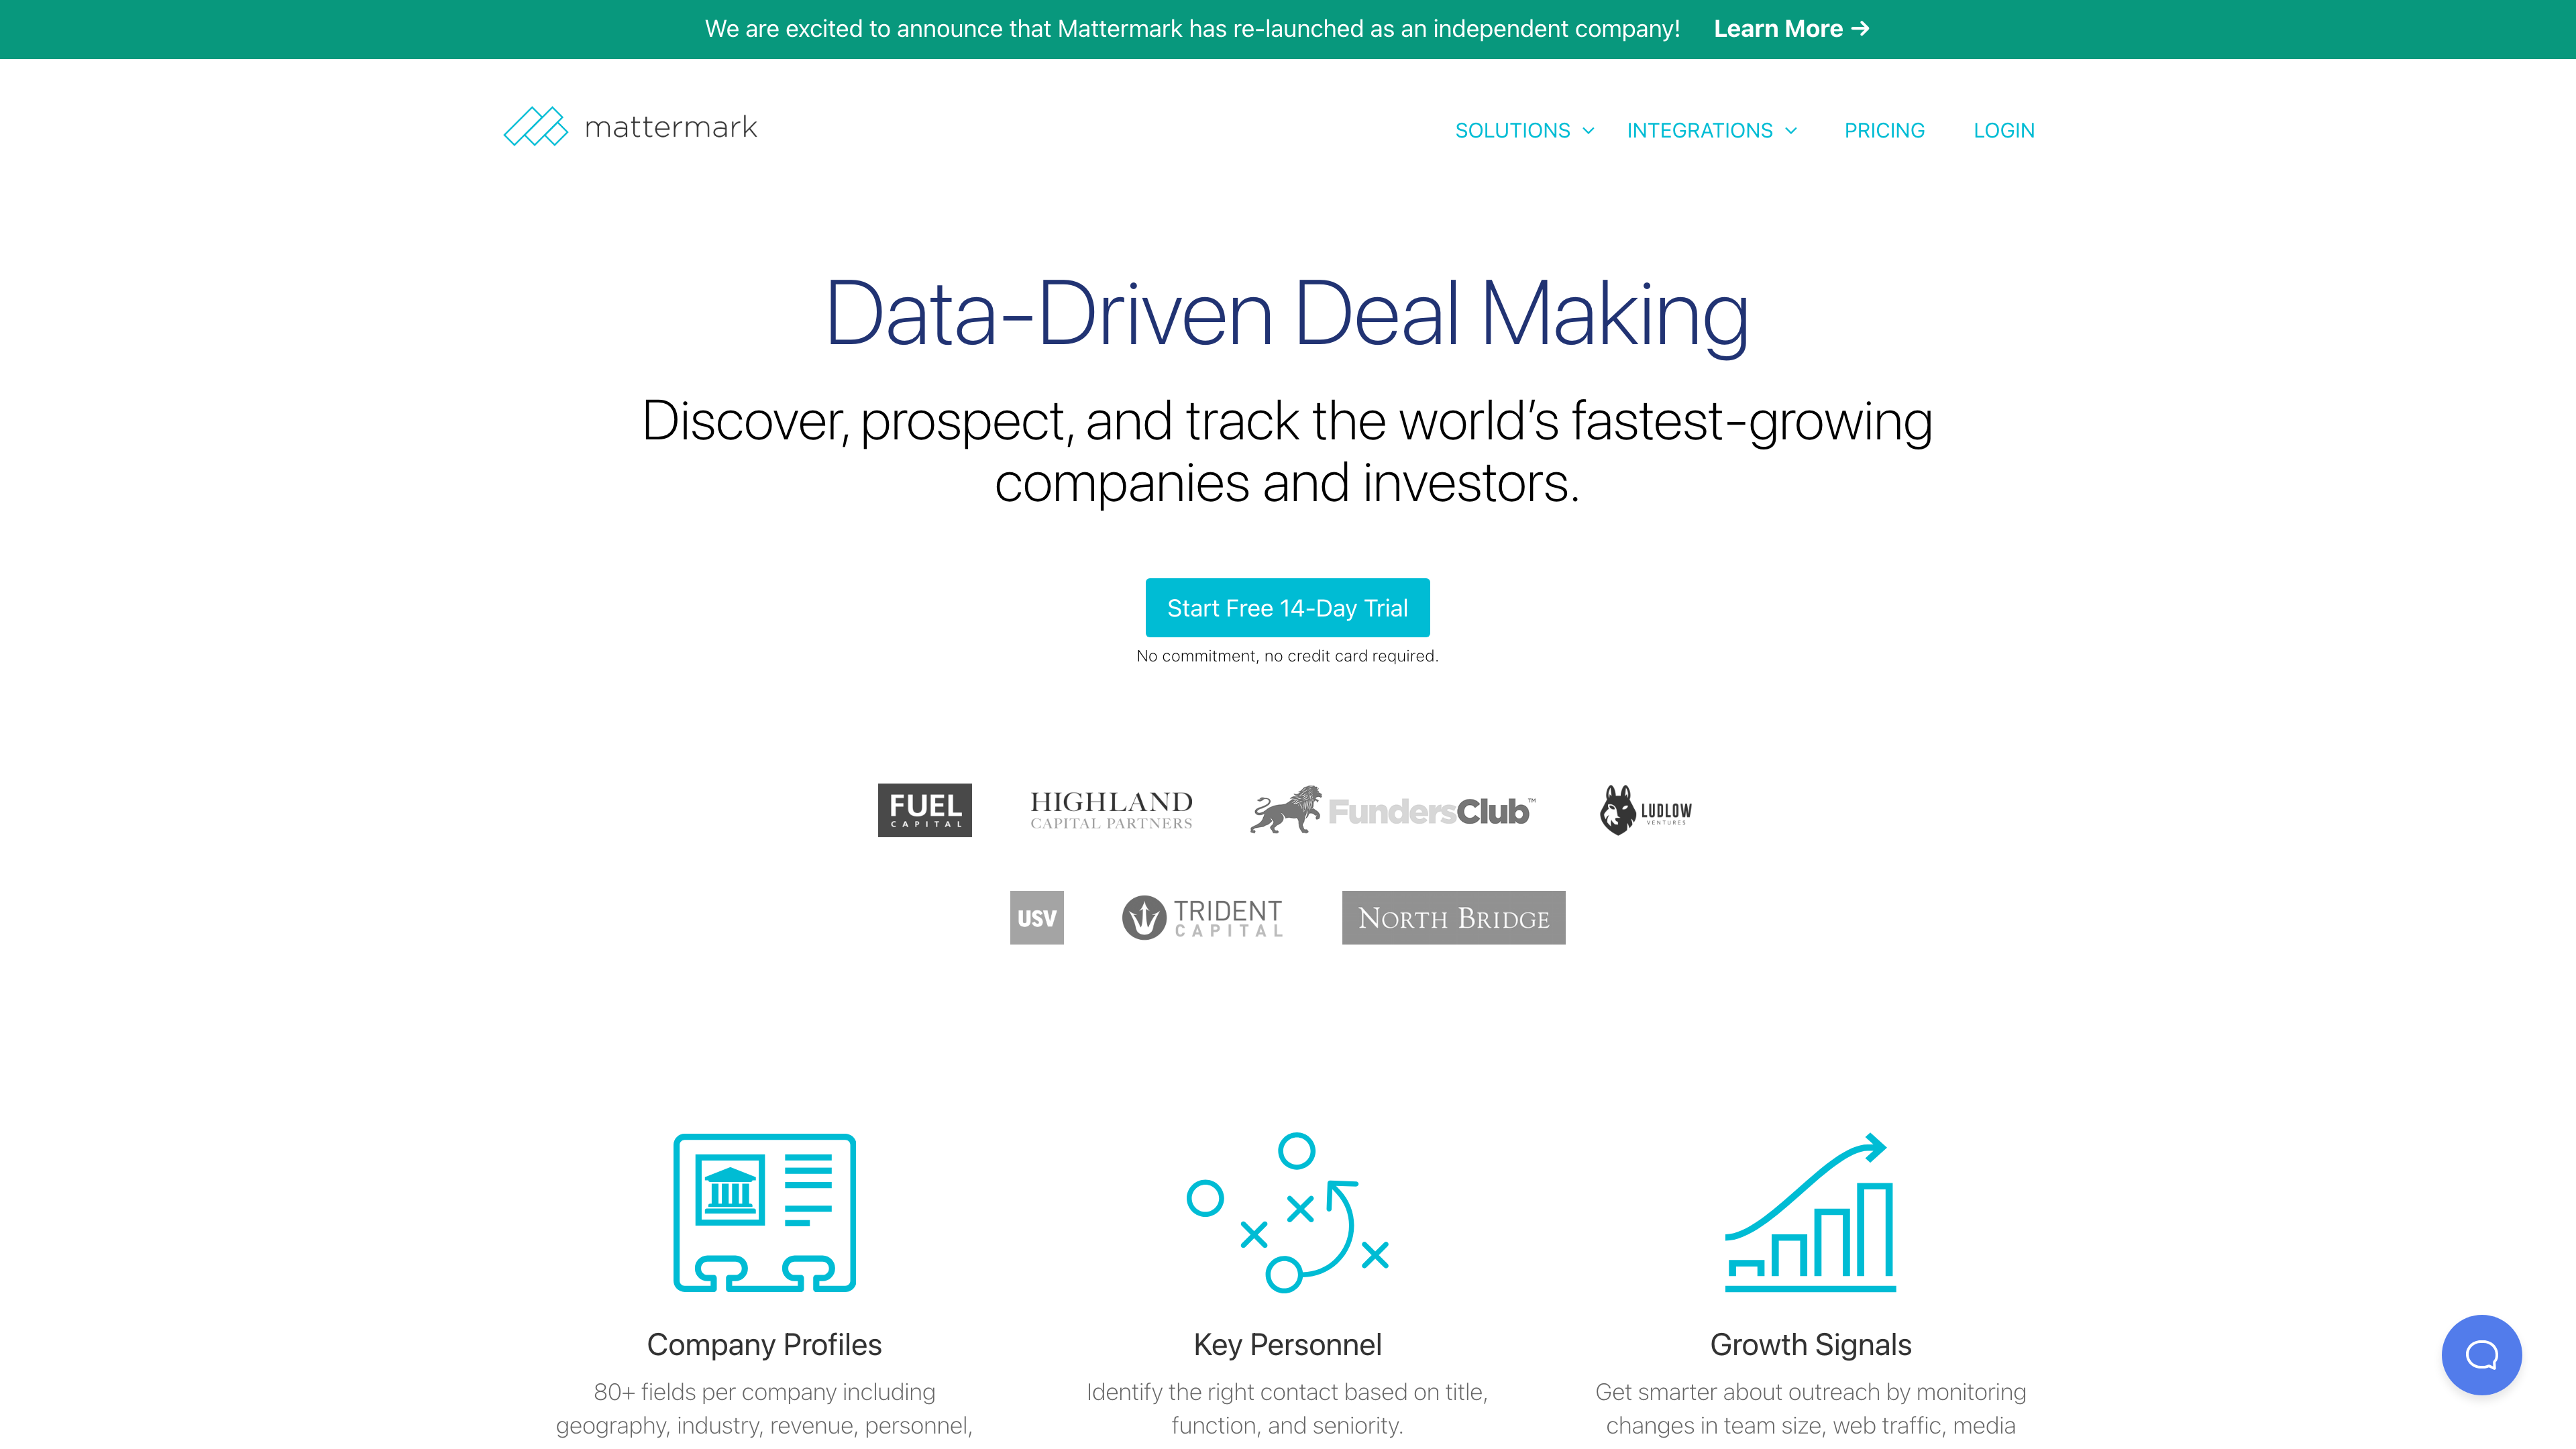 We are excited to announce that Mattermark has re-launched as an independent company! Learn More →
mattermark
SOLUTIONS INTEGRATIONS PRICING LOGIN
Data-Driven Deal Making
Discover, prospect, and track the world’s fastest-growing
companies and investors.
Start Free 14-Day Trial
No commitment, no credit card required.
FUEL CAPITAL
HIGHLAND CAPITAL PARTNERS
FundersClub™
LUDLOW VENTURES
USV
TRIDENT CAPITAL
NORTH BRIDGE
Company Profiles
80+ fields per company including
geography, industry, revenue, personnel,
Key Personnel
Identify the right contact based on title,
function, and seniority.
Growth Signals
Get smarter about outreach by monitoring
changes in team size, web traffic, media